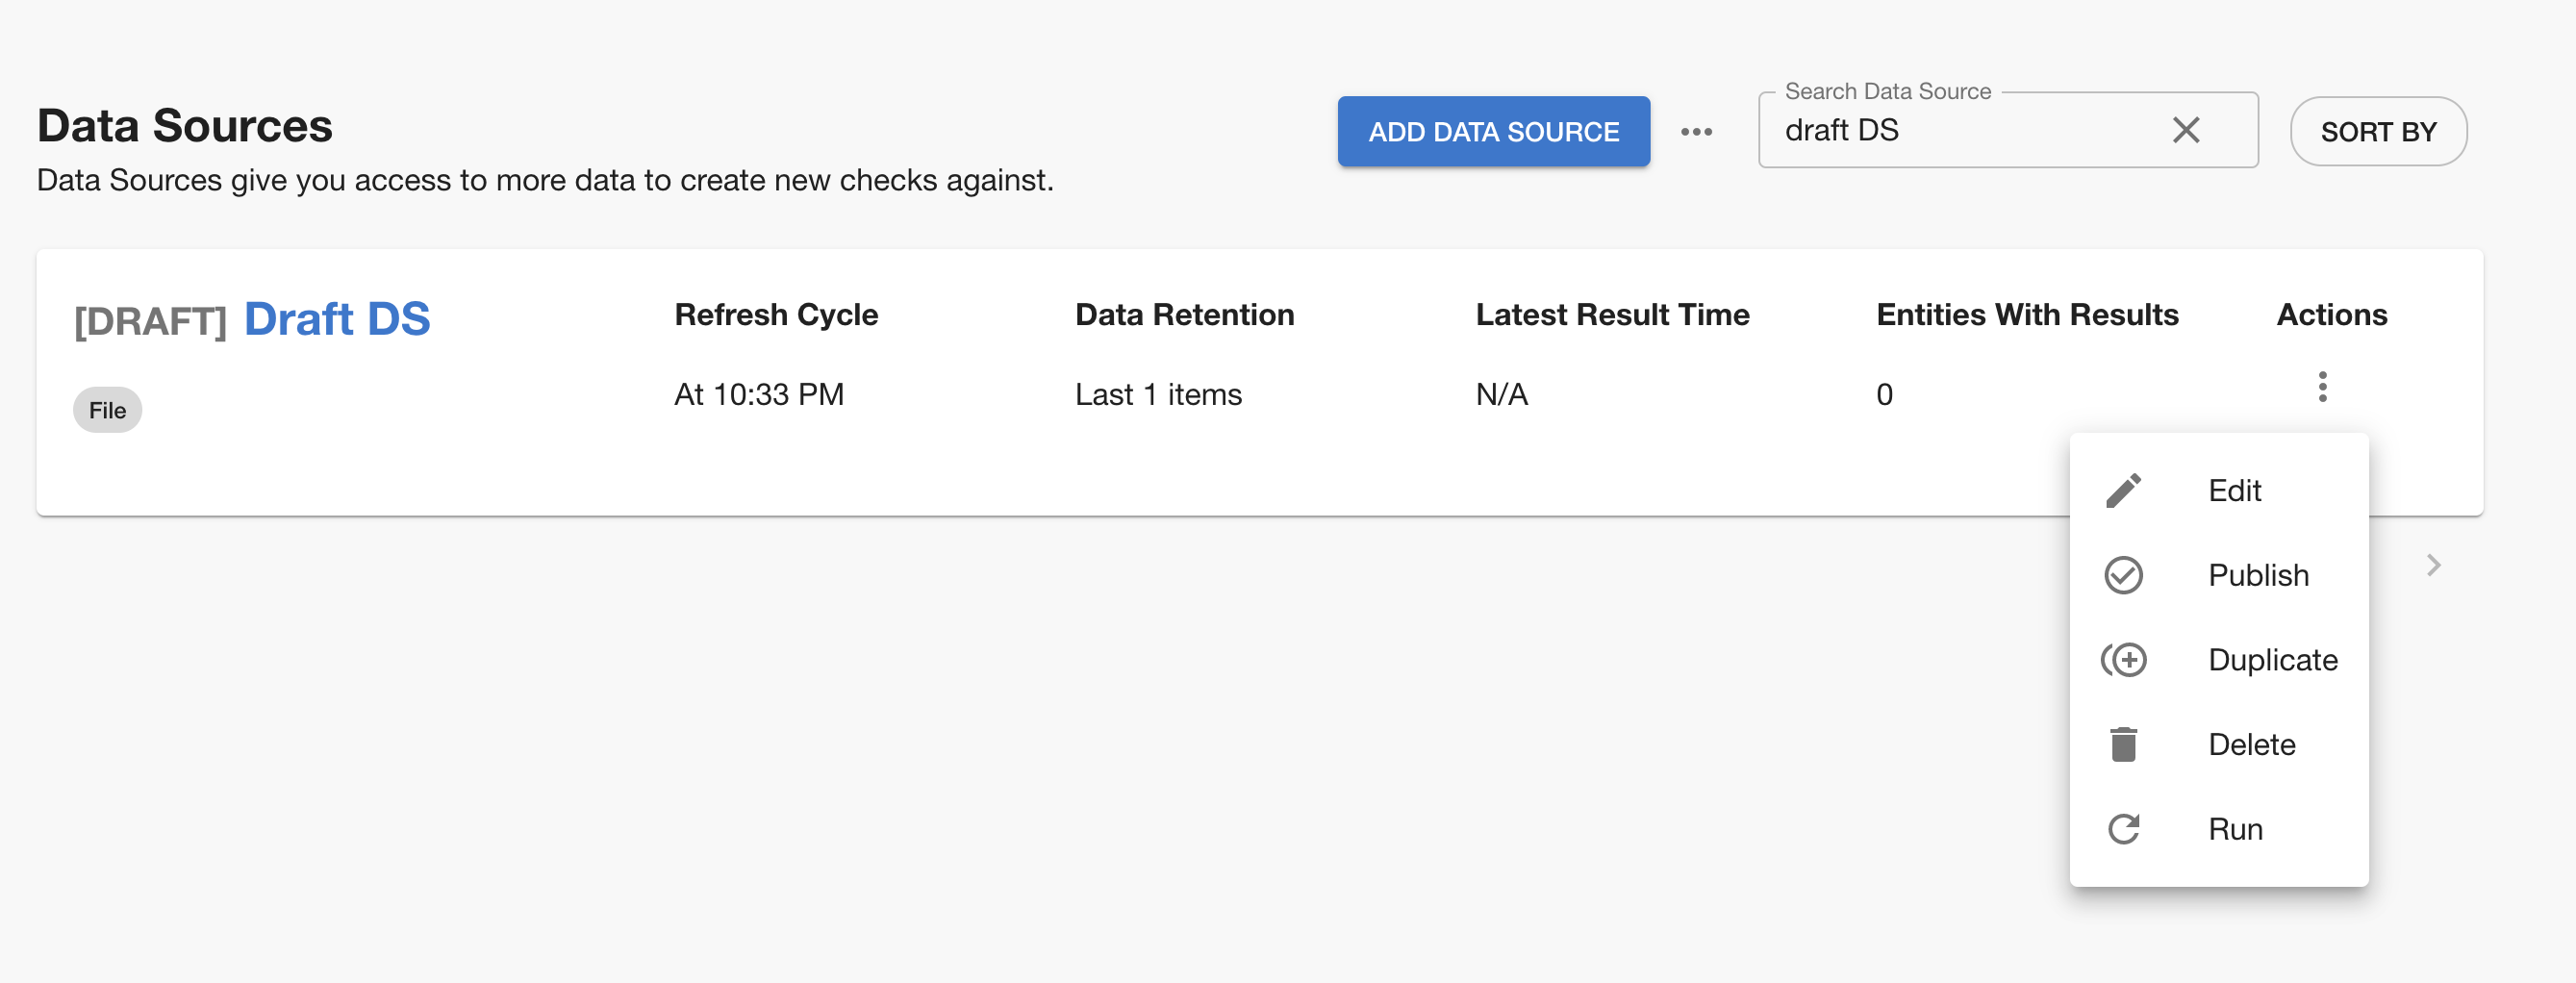 Data Sources
Data Sources give you access to more data to create new checks against.
ADD DATA SOURCE
Search Data Source
draft DS
SORT BY
[DRAFT] Draft DS
File
Refresh Cycle
At 10:33 PM
Data Retention
Last 1 items
Latest Result Time
N/A
Entities With Results
0
Actions
Edit
Publish
Duplicate
Delete
Run